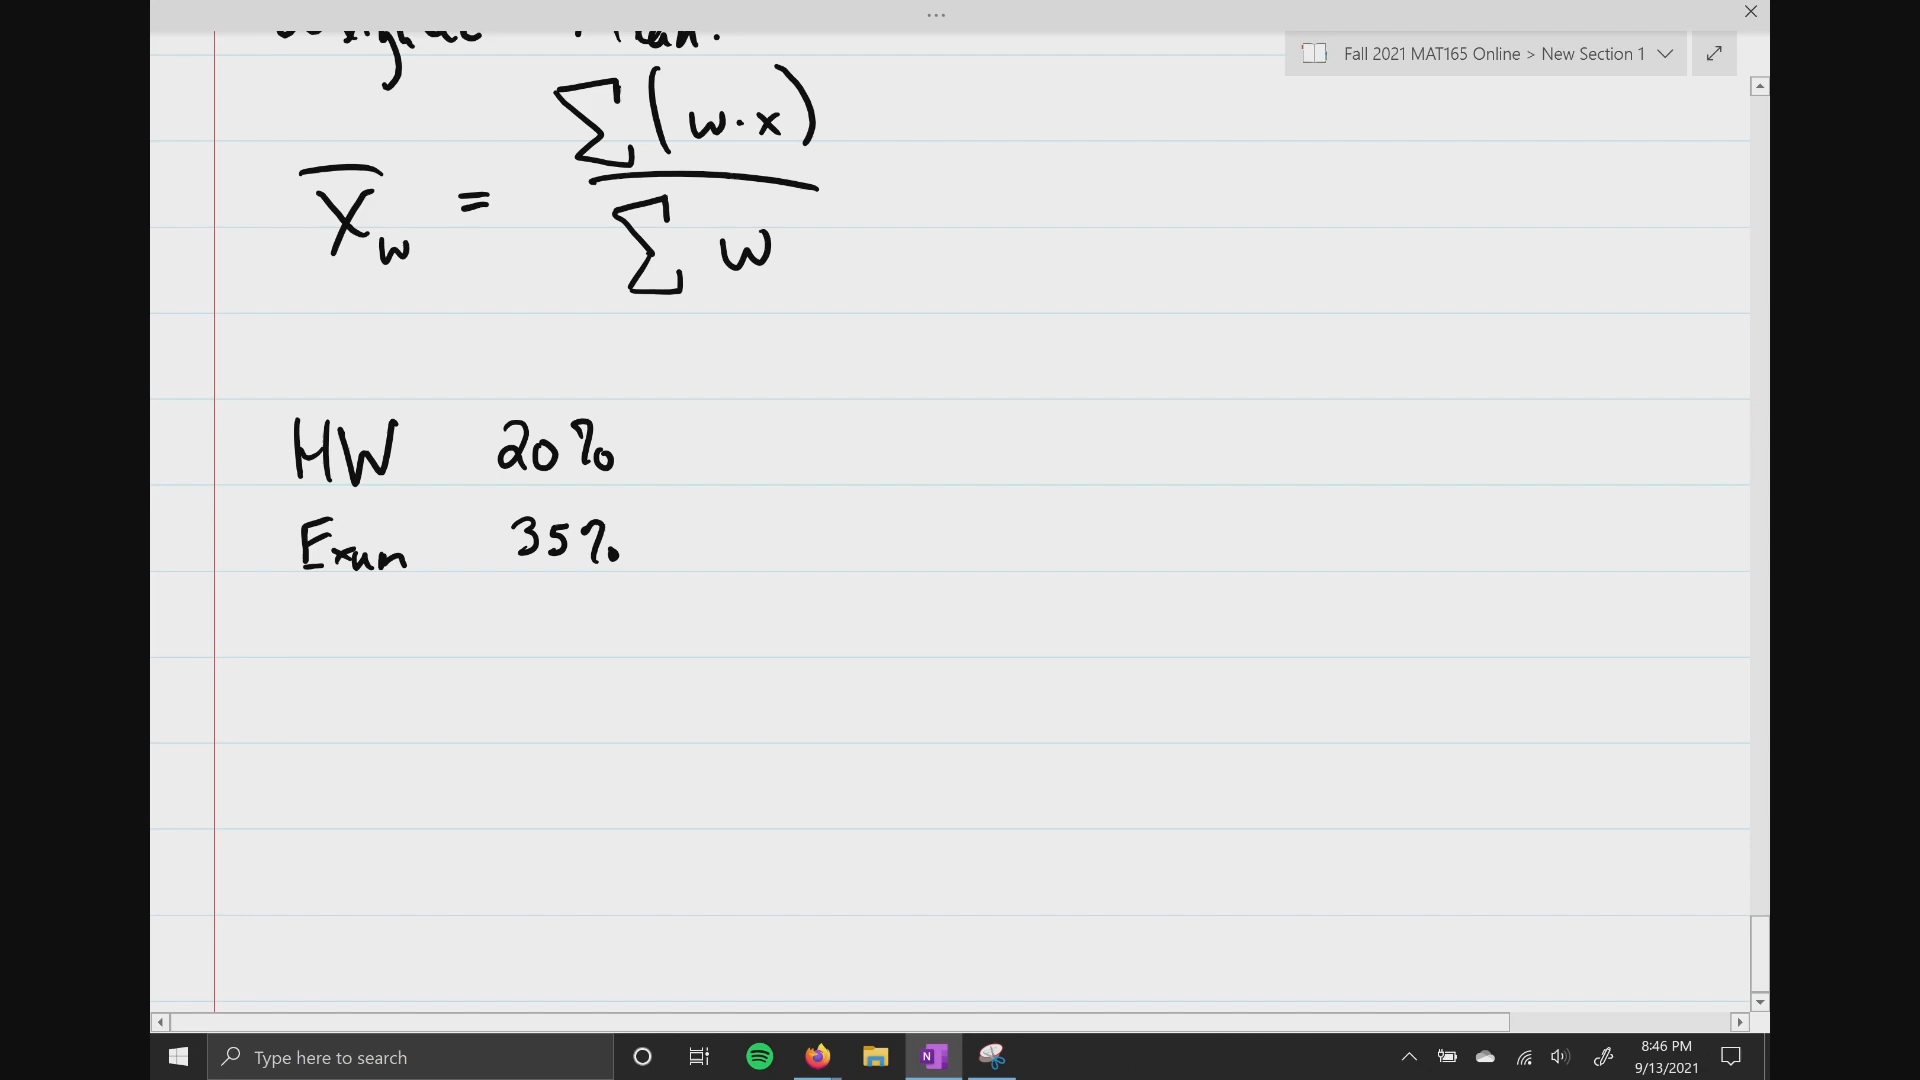 Fall 2021 MAT165 Online > New Section 1
Mean:
X̄w = Σ(w·x) / Σw
HW 20%
Exam 35%
Type here to search
8:46 PM
9/13/2021